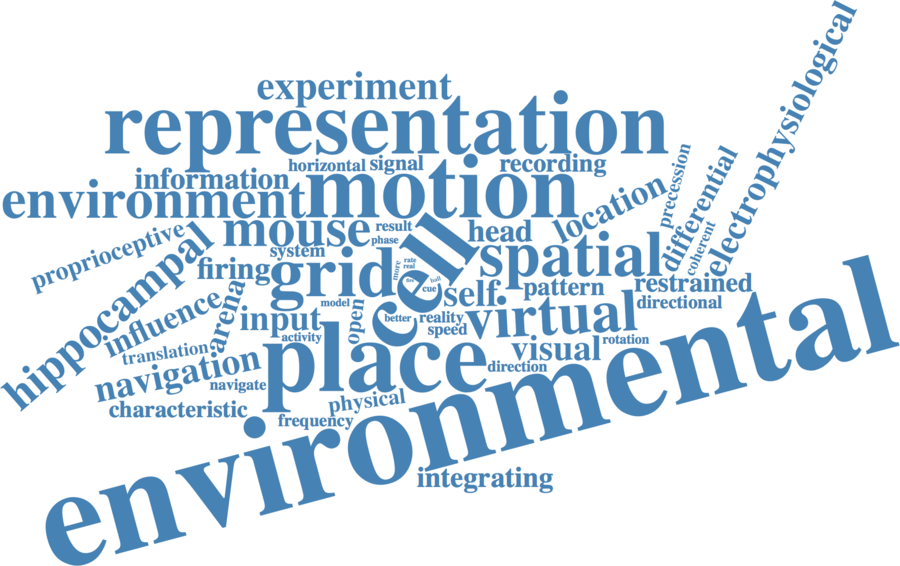 electrophysiological
experiment
representation
horizontal
signal
recording
precession
differential
information
motion
environment
location
coherent
mouse
result
phase
head
proprioceptive
hippocampal
system
cell
spatial
firing
grid
more
rate
real
ball
cue
self
pattern
restrained
directional
influence
arena
model
open
better
reality
speed
virtual
input
activity
translation
navigation
navigate
place
visual
rotation
direction
characteristic
physical
frequency
environmental
integrating